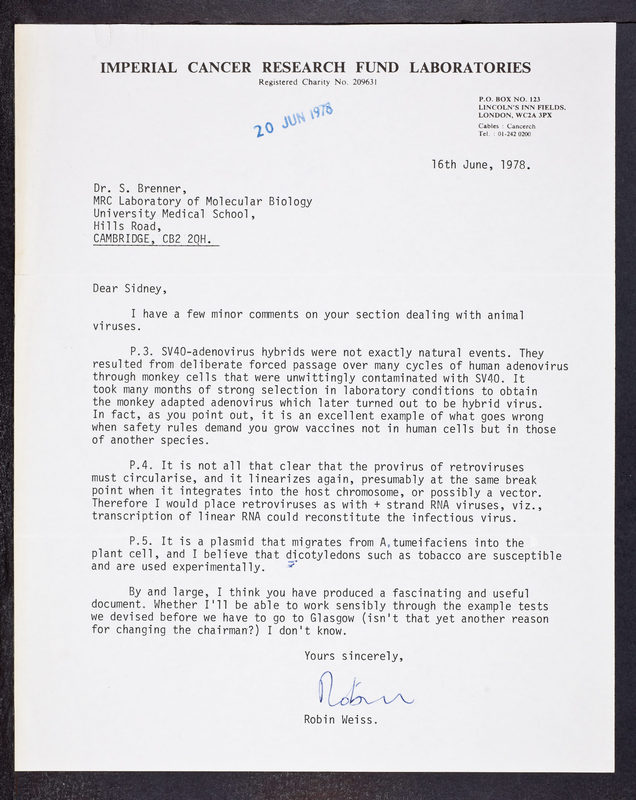 IMPERIAL CANCER RESEARCH FUND LABORATORIES
Registered Charity No. 209631
P.O. BOX NO. 123
LINCOLN'S INN FIELDS,
LONDON, WC2A 3PX
Cables : Cancerch
Tel. : 01-242 0200
20 JUN 1978
16th June, 1978.
Dr. S. Brenner,
MRC Laboratory of Molecular Biology
University Medical School,
Hills Road,
CAMBRIDGE, CB2 2QH.
Dear Sidney,
I have a few minor comments on your section dealing with animal
viruses.
P.3. SV40-adenovirus hybrids were not exactly natural events. They
resulted from deliberate forced passage over many cycles of human adenovirus
through monkey cells that were unwittingly contaminated with SV40. It
took many months of strong selection in laboratory conditions to obtain
the monkey adapted adenovirus which later turned out to be hybrid virus.
In fact, as you point out, it is an excellent example of what goes wrong
when safety rules demand you grow vaccines not in human cells but in those
of another species.
P.4. It is not all that clear that the provirus of retroviruses
must circularise, and it linearizes again, presumably at the same break
point when it integrates into the host chromosome, or possibly a vector.
Therefore I would place retroviruses as with + strand RNA viruses, viz.,
transcription of linear RNA could reconstitute the infectious virus.
P.5. It is a plasmid that migrates from A.tumeifaciens into the
plant cell, and I believe that dicotyledons such as tobacco are susceptible
and are used experimentally.
By and large, I think you have produced a fascinating and useful
document. Whether I'll be able to work sensibly through the example tests
we devised before we have to go to Glasgow (isn't that yet another reason
for changing the chairman?) I don't know.
Yours sincerely,
Robin
Robin Weiss.